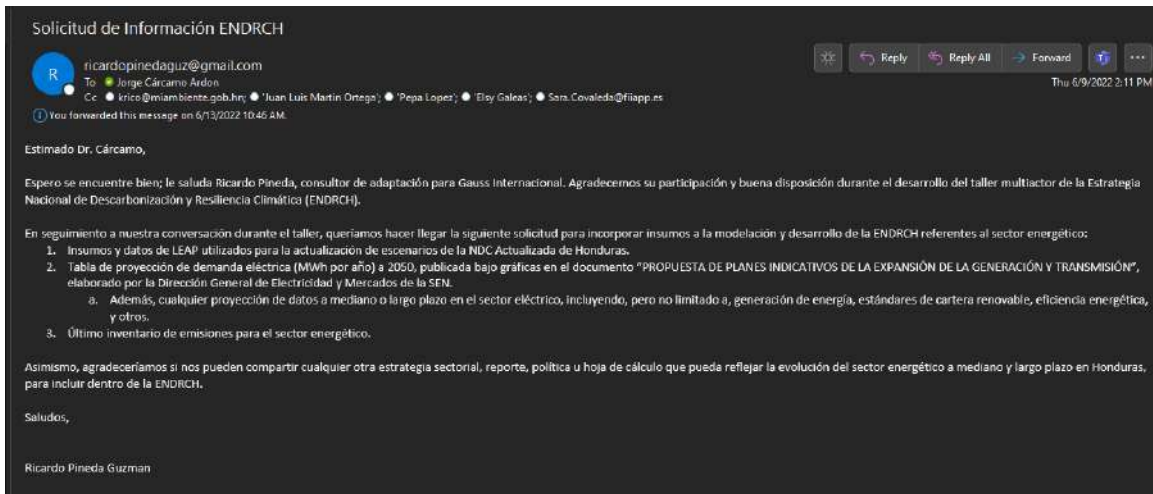 Solicitud de Información ENDRCH
R
ricardopinedaguz@gmail.com
To Jorge Cárcamo Ardon
Cc krico@miambiente.gob.hn; 'Juan Luis Martin Ortega'; 'Pepa Lopez'; 'Elsy Galeas'; Sara.Covaleda@fiiapp.es
Reply
Reply All
Forward
Thu 6/9/2022 2:11 PM
You forwarded this message on 6/13/2022 10:46 AM.
Estimado Dr. Cárcamo,
Espero se encuentre bien; le saluda Ricardo Pineda, consultor de adaptación para Gauss Internacional. Agradecemos su participación y buena disposición durante el desarrollo del taller multiactor de la Estrategia
Nacional de Descarbonización y Resiliencia Climática (ENDRCH).
En seguimiento a nuestra conversación durante el taller, queríamos hacer llegar la siguiente solicitud para incorporar insumos a la modelación y desarrollo de la ENDRCH referentes al sector energético:
1. Insumos y datos de LEAP utilizados para la actualización de escenarios de la NDC Actualizada de Honduras.
2. Tabla de proyección de demanda eléctrica (MWh por año) a 2050, publicada bajo gráficas en el documento "PROPUESTA DE PLANES INDICATIVOS DE LA EXPANSIÓN DE LA GENERACIÓN Y TRANSMISIÓN",
elaborado por la Dirección General de Electricidad y Mercados de la SEN.
a. Además, cualquier proyección de datos a mediano o largo plazo en el sector eléctrico, incluyendo, pero no limitado a, generación de energía, estándares de cartera renovable, eficiencia energética,
y otros.
3. Último inventario de emisiones para el sector energético.
Asimismo, agradeceríamos si nos pueden compartir cualquier otra estrategia sectorial, reporte, política u hoja de cálculo que pueda reflejar la evolución del sector energético a mediano y largo plazo en Honduras,
para incluir dentro de la ENDRCH.
Saludos,
Ricardo Pineda Guzman